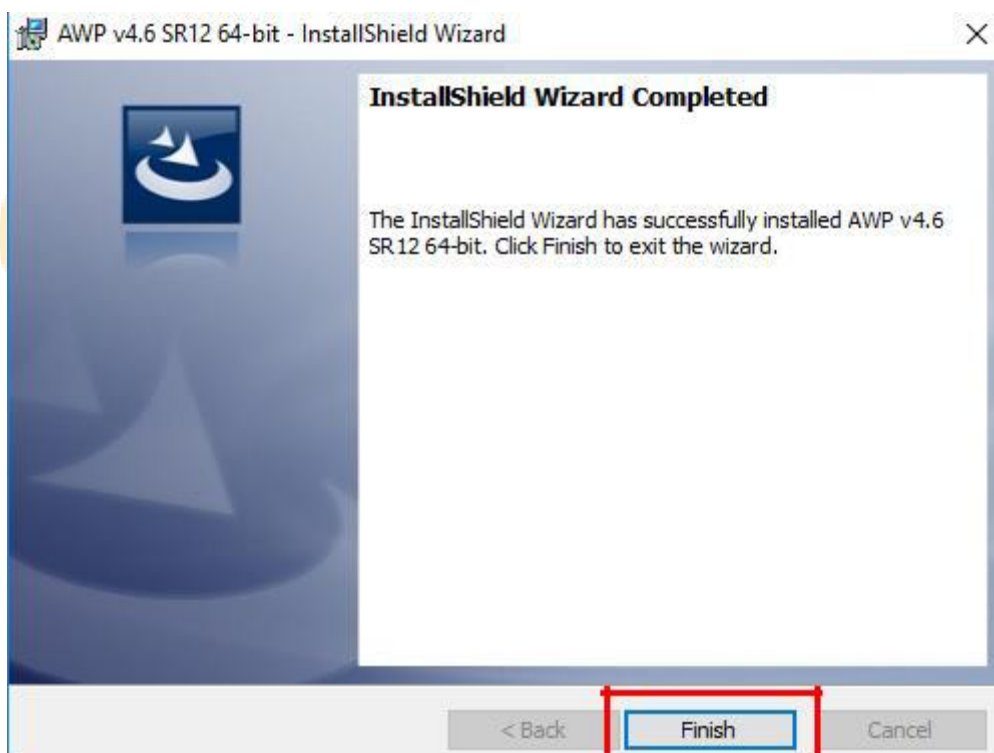 AWP v4.6 SR12 64-bit - InstallShield Wizard
InstallShield Wizard Completed
The InstallShield Wizard has successfully installed AWP v4.6
SR12 64-bit. Click Finish to exit the wizard.
< Back Finish Cancel